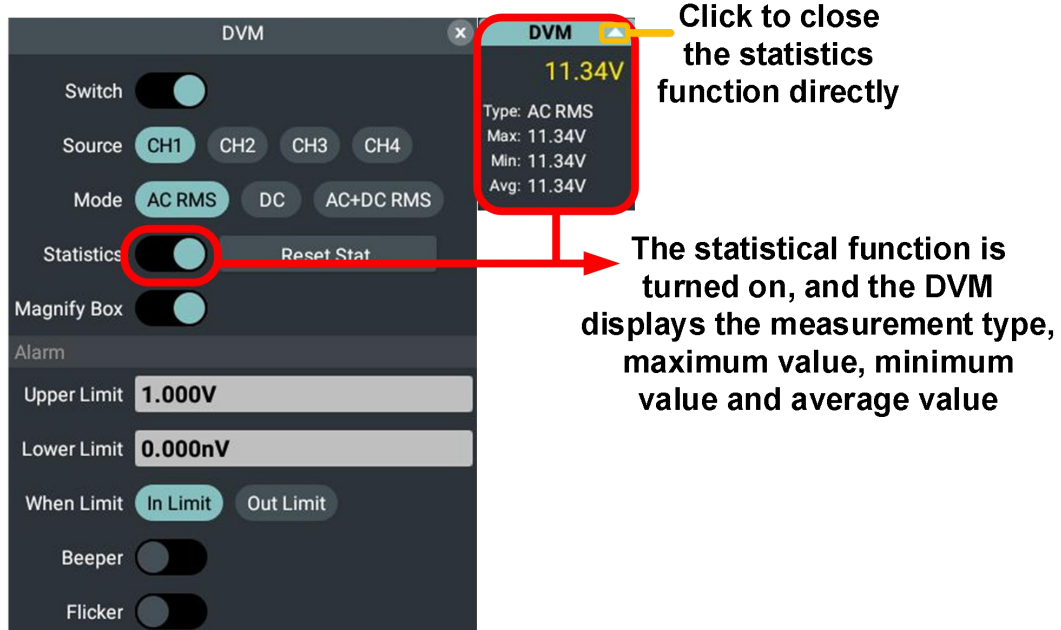 DVM
Switch
Source CH1 CH2 CH3 CH4
Mode AC RMS DC AC+DC RMS
Statistics Reset Stat
Magnify Box
Alarm
Upper Limit 1.000V
Lower Limit 0.000nV
When Limit In Limit Out Limit
Beeper
Flicker
DVM
11.34V
Type: AC RMS
Max: 11.34V
Min: 11.34V
Avg: 11.34V
Click to close
the statistics
function directly
The statistical function is
turned on, and the DVM
displays the measurement type,
maximum value, minimum
value and average value